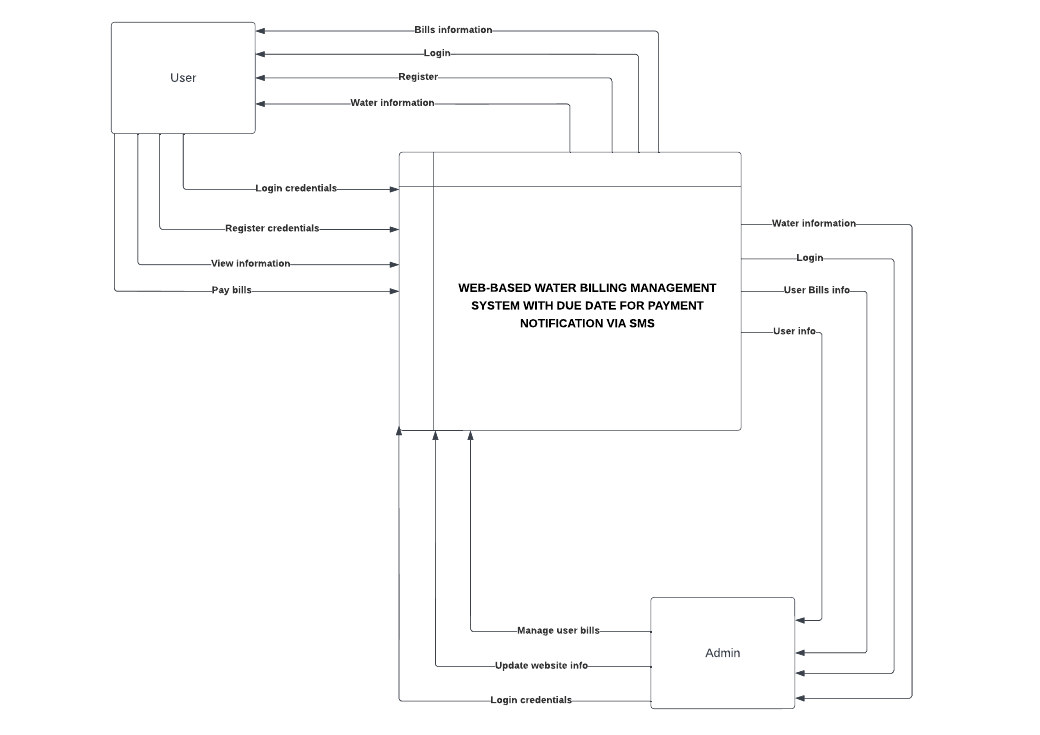 Bills information
Login
User
Register
Water information
Login credentials
Register credentials
View information
Pay bills
WEB-BASED WATER BILLING MANAGEMENT
SYSTEM WITH DUE DATE FOR PAYMENT
NOTIFICATION VIA SMS
Water information
Login
User Bills info
User info
Manage user bills
Update website info
Login credentials
Admin